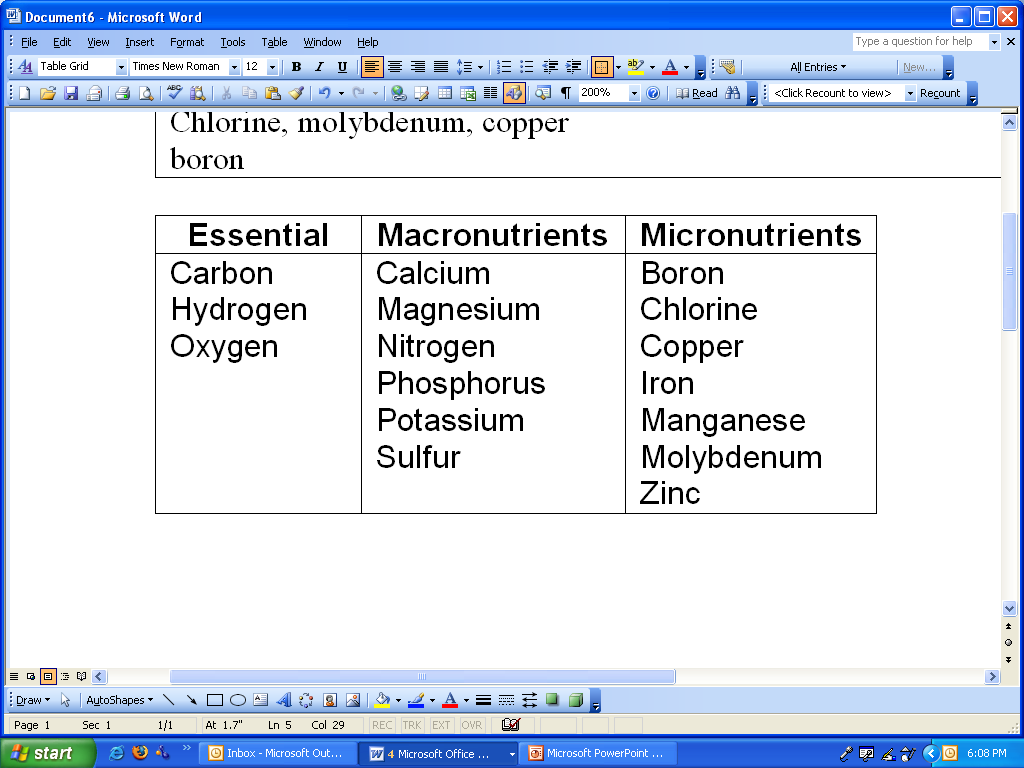 Document6 - Microsoft Word
File Edit View Insert Format Tools Table Window Help Type a question for help
Table Grid Times New Roman 12 B I U All Entries New...
200% Read <Click Recount to view> Recount
Chlorine, molybdenum, copper
boron
Essential Macronutrients Micronutrients
Carbon Calcium Boron
Hydrogen Magnesium Chlorine
Oxygen Nitrogen Copper
Phosphorus Iron
Potassium Manganese
Sulfur Molybdenum
Zinc
Draw AutoShapes
Page 1 Sec 1 1/1 At 1.7" Ln 5 Col 29 REC TRK EXT OVR
start Inbox - Microsoft Out... 4 Microsoft Office ... Microsoft PowerPoint ... 6:08 PM